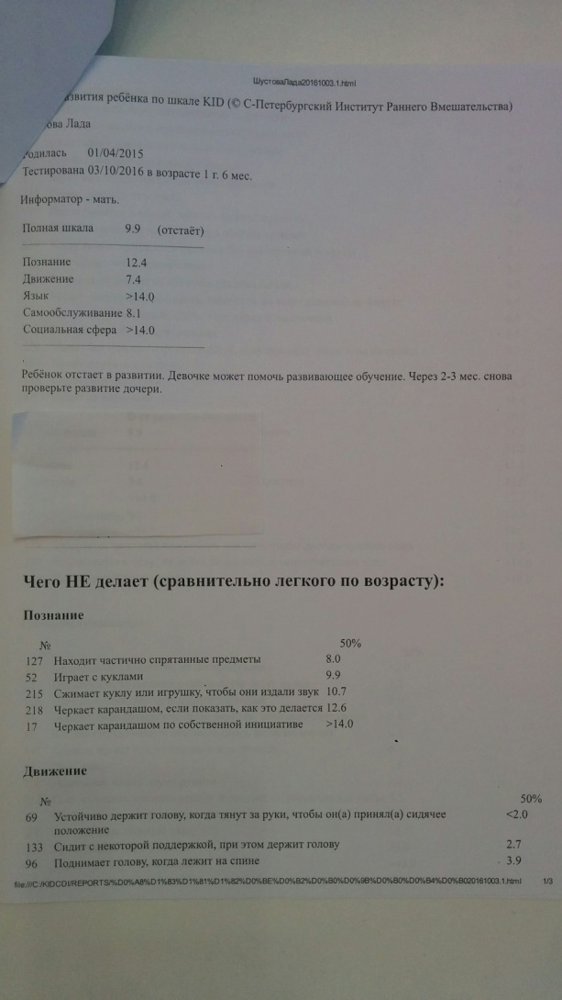 ШустоваЛада20161003.1.html
азвития ребёнка по шкале KID (© С-Петербургский Институт Раннего Вмешательства)
ова Лада
Родилась 01/04/2015
Тестирована 03/10/2016 в возрасте 1 г. 6 мес.
Информатор - мать.
Полная шкала 9.9 (отстаёт)
Познание 12.4
Движение 7.4
Язык >14.0
Самообслуживание 8.1
Социальная сфера >14.0
.
Ребёнок отстает в развитии. Девочке может помочь развивающее обучение. Через 2-3 мес. снова
проверьте развитие дочери.
Чего НЕ делает (сравнительно легкого по возрасту):
Познание
№ 50%
127 Находит частично спрятанные предметы 8.0
52 Играет с куклами 9.9
215 Сжимает куклу или игрушку, чтобы они издали звук 10.7
218 Черкает карандашом, если показать, как это делается 12.6
17 Черкает карандашом по собственной инициативе >14.0
Движение
№ 50%
69 Устойчиво держит голову, когда тянут за руки, чтобы он(а) принял(а) сидячее <2.0
положение
133 Сидит с некоторой поддержкой, при этом держит голову 2.7
96 Поднимает голову, когда лежит на спине 3.9
file:///C:/KIDCDI/REPORTS/%D0%A8%D1%83%D1%81%D1%82%D0%BE%D0%B2%D0%B0%D0%9B%D0%B0%D0%B4%D0%B020161003.1.html 1/3